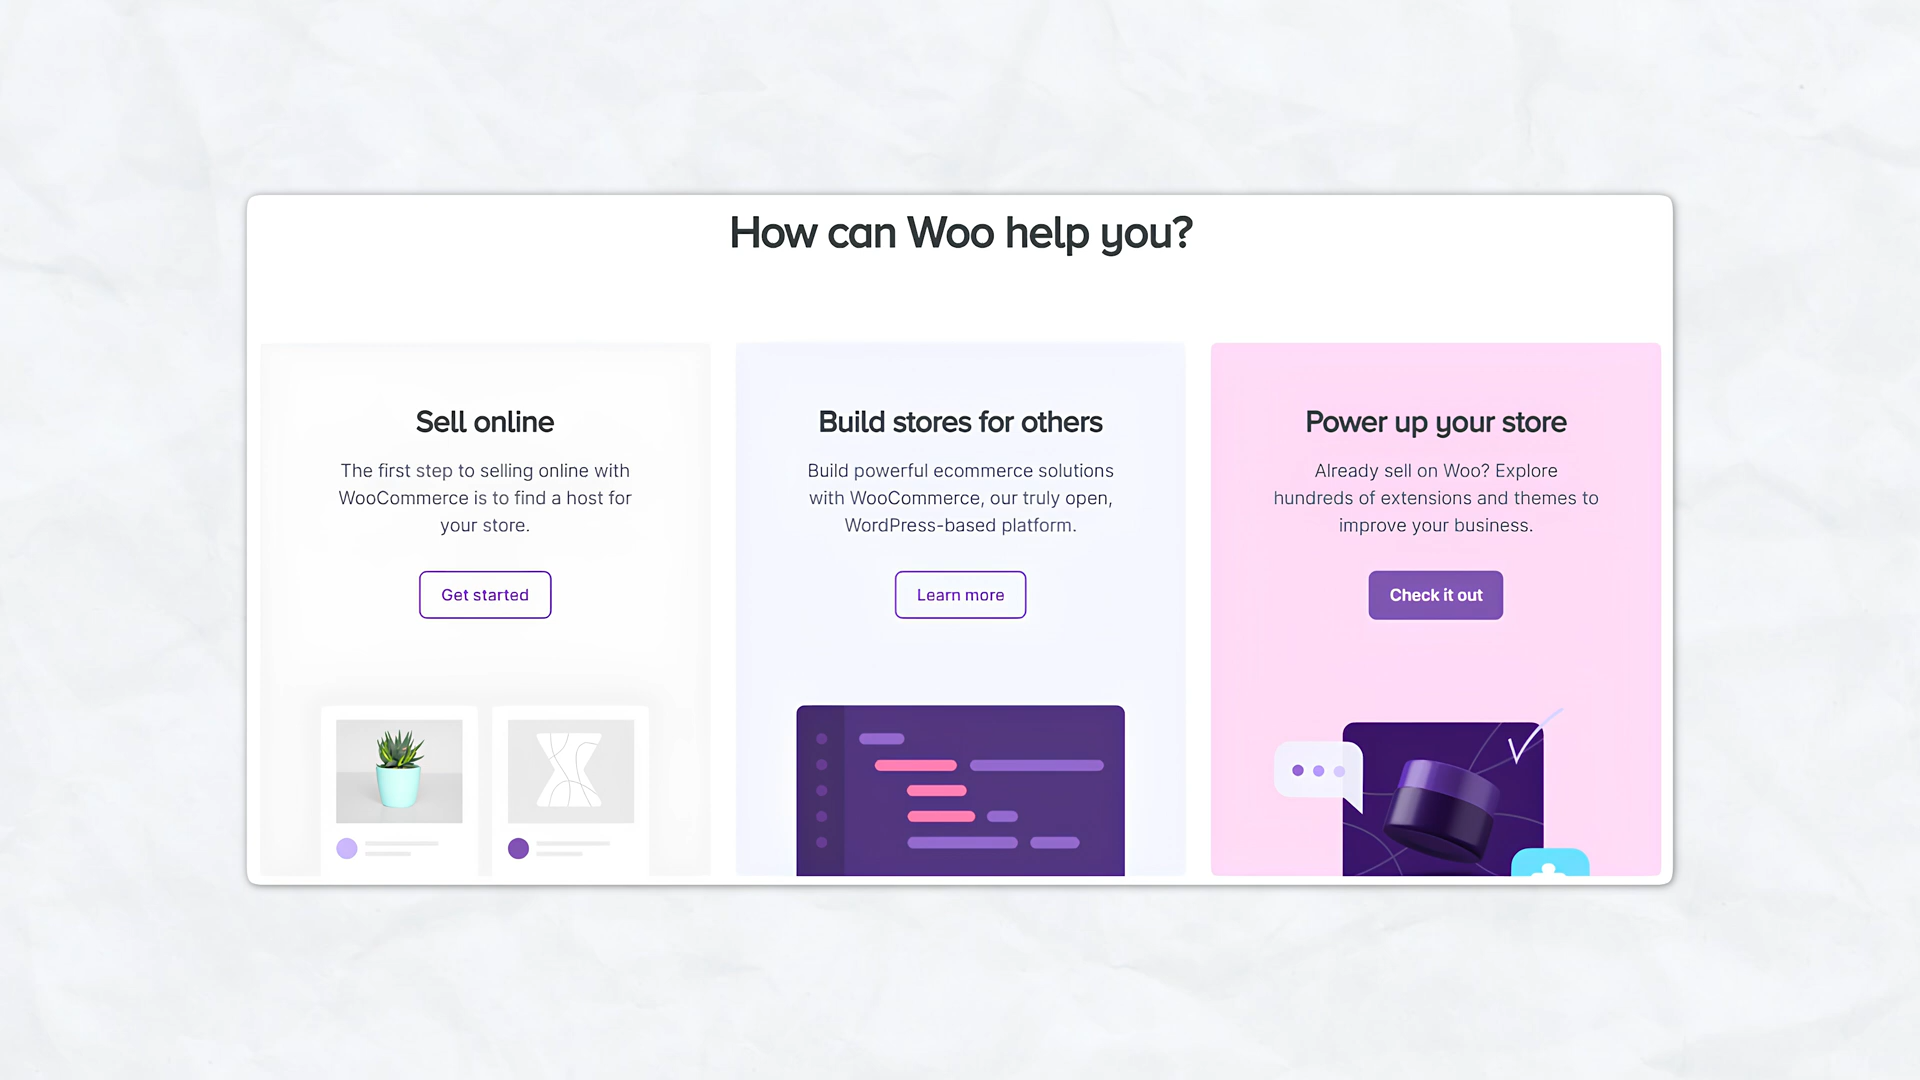 How can Woo help you?
Sell online
The first step to selling online with
WooCommerce is to find a host for
your store.
Get started
Build stores for others
Build powerful ecommerce solutions
with WooCommerce, our truly open,
WordPress-based platform.
Learn more
Power up your store
Already sell on Woo? Explore
hundreds of extensions and themes to
improve your business.
Check it out